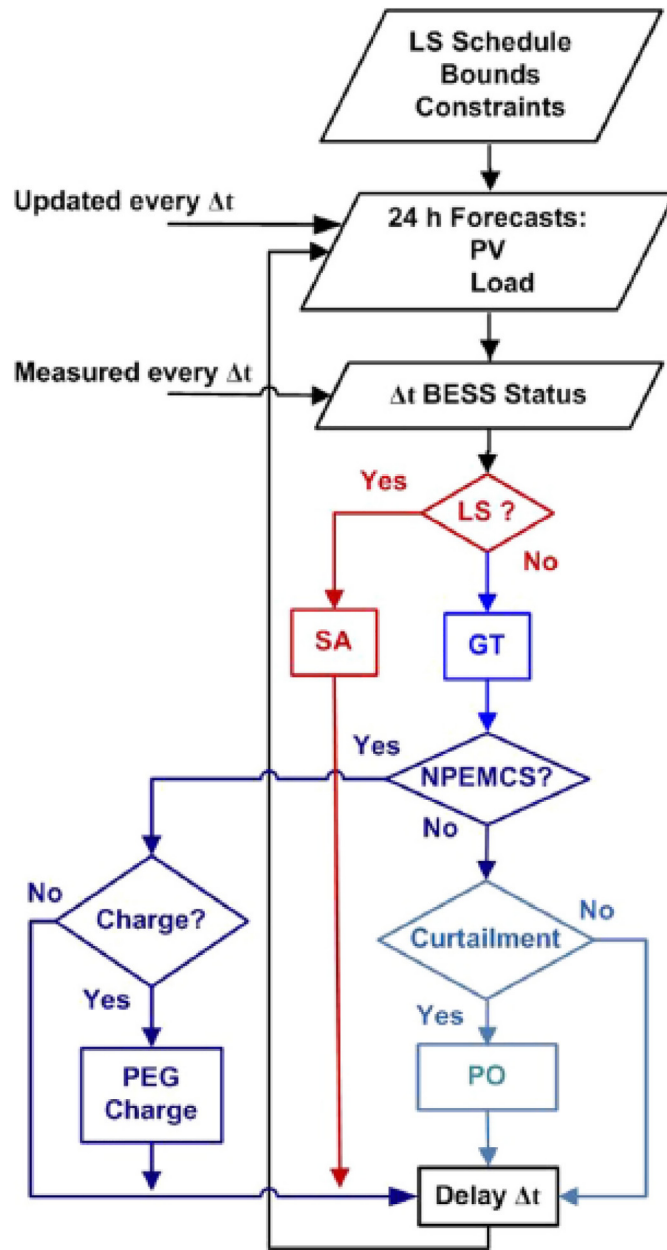 LS Schedule
Bounds
Constraints
Updated every Δt
24 h Forecasts:
PV
Load
Measured every Δt
Δt BESS Status
Yes
LS ?
No
SA
GT
Yes
NPEMCS?
No
No
Charge?
Curtailment
No
Yes
Yes
PEG
Charge
PO
Delay Δt